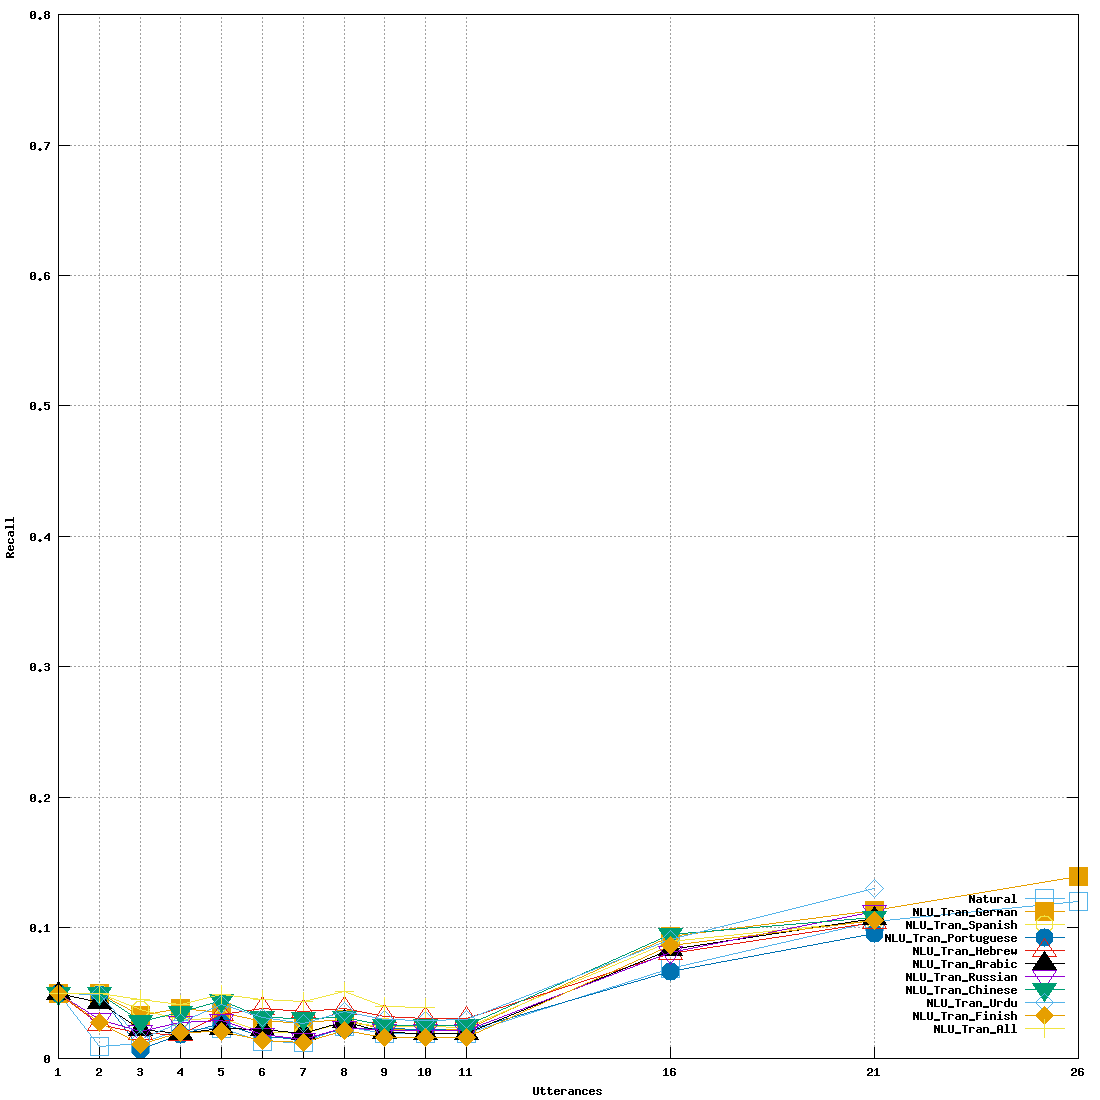 0.8
0.7
0.6
0.5
0.4
0.3
0.2
0.1
0
Recall
Natural
NLU_Tran_German
NLU_Tran_Spanish
NLU_Tran_Portuguese
NLU_Tran_Hebrew
NLU_Tran_Arabic
NLU_Tran_Russian
NLU_Tran_Chinese
NLU_Tran_Urdu
NLU_Tran_Finish
NLU_Tran_All
1 2 3 4 5 6 7 8 9 10 11 16 21 26
Utterances